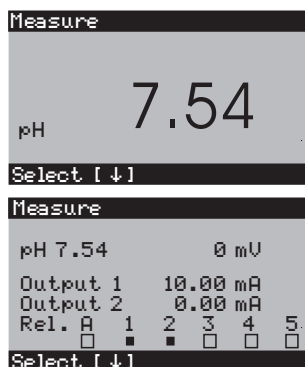 Measure
7.54
pH
Select [↓]
Measure
pH 7.54 0 mV
Output 1 10.00 mA
Output 2 0.00 mA
Rel. A 1 2 3 4 5
Select [↓]